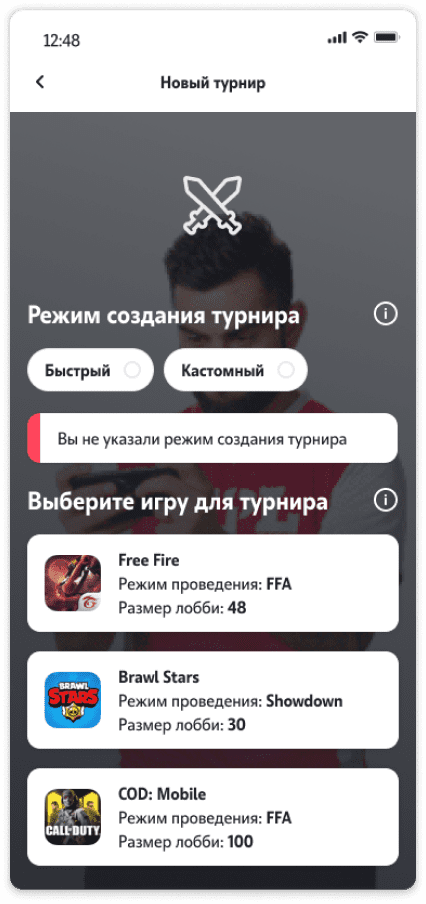 12:48
Новый турнир
Режим создания турнира
Быстрый Кастомный
Вы не указали режим создания турнира
Выберите игру для турнира
Free Fire
Режим проведения: FFA
Размер лобби: 48
BRAWL
STARS
Brawl Stars
Режим проведения: Showdown
Размер лобби: 30
CALL OF DUTY
COD: Mobile
Режим проведения: FFA
Размер лобби: 100